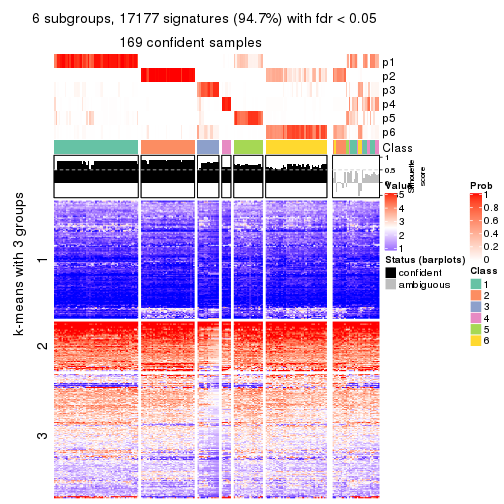 6 subgroups, 17177 signatures (94.7%) with fdr < 0.05
169 confident samples
p1
p2
p3
p4
p5
p6
Class
1
0.5
0
Silhouette
score
k-means with 3 groups
1
2
3
Value
5
4
3
2
1
Status (barplots)
confident
ambiguous
Prob
1
0.8
0.6
0.4
0.2
0
Class
1
2
3
4
5
6